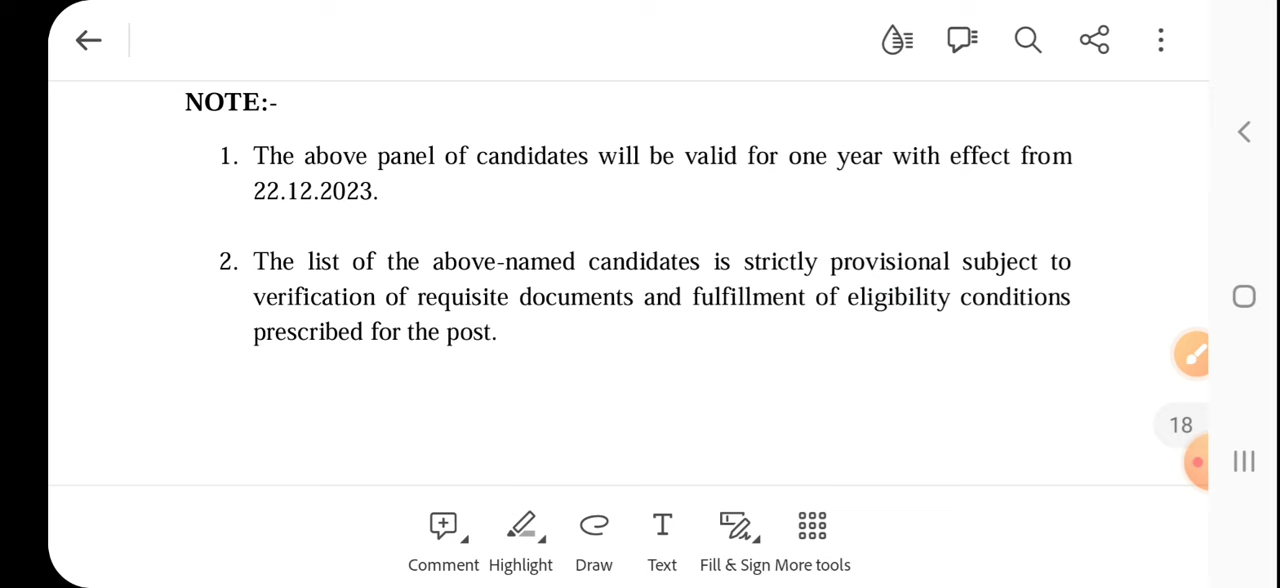 NOTE:-
1. The above panel of candidates will be valid for one year with effect from
22.12.2023.
2. The list of the above-named candidates is strictly provisional subject to
verification of requisite documents and fulfillment of eligibility conditions
prescribed for the post.
18
Comment Highlight Draw Text Fill & Sign More tools